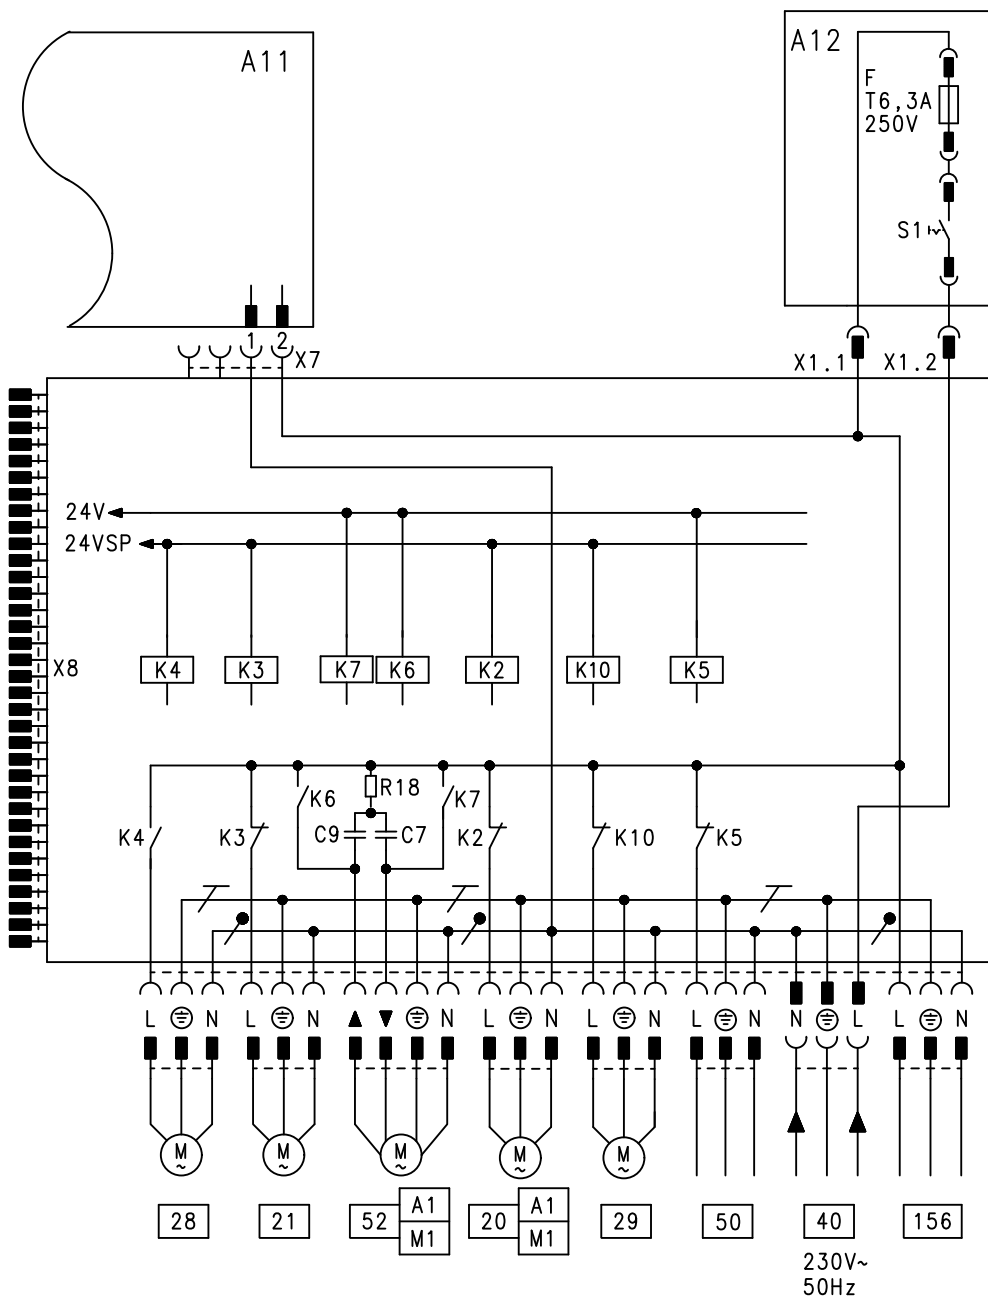 A11
A12
F
T6,3A
250V
S1
1 2
X7
X1.1 X1.2
24V
24VSP
X8
K4 K3 K7 K6 K2 K10 K5
R18
K6 K7
K4 K3 C9 C7 K2 K10 K5
L N L N N L N L N L N N L L N
M
~
M
~
M
~
M
~
M
~
28 21 52 A1 20 A1 29 50 40 156
M1 M1
230V~
50Hz